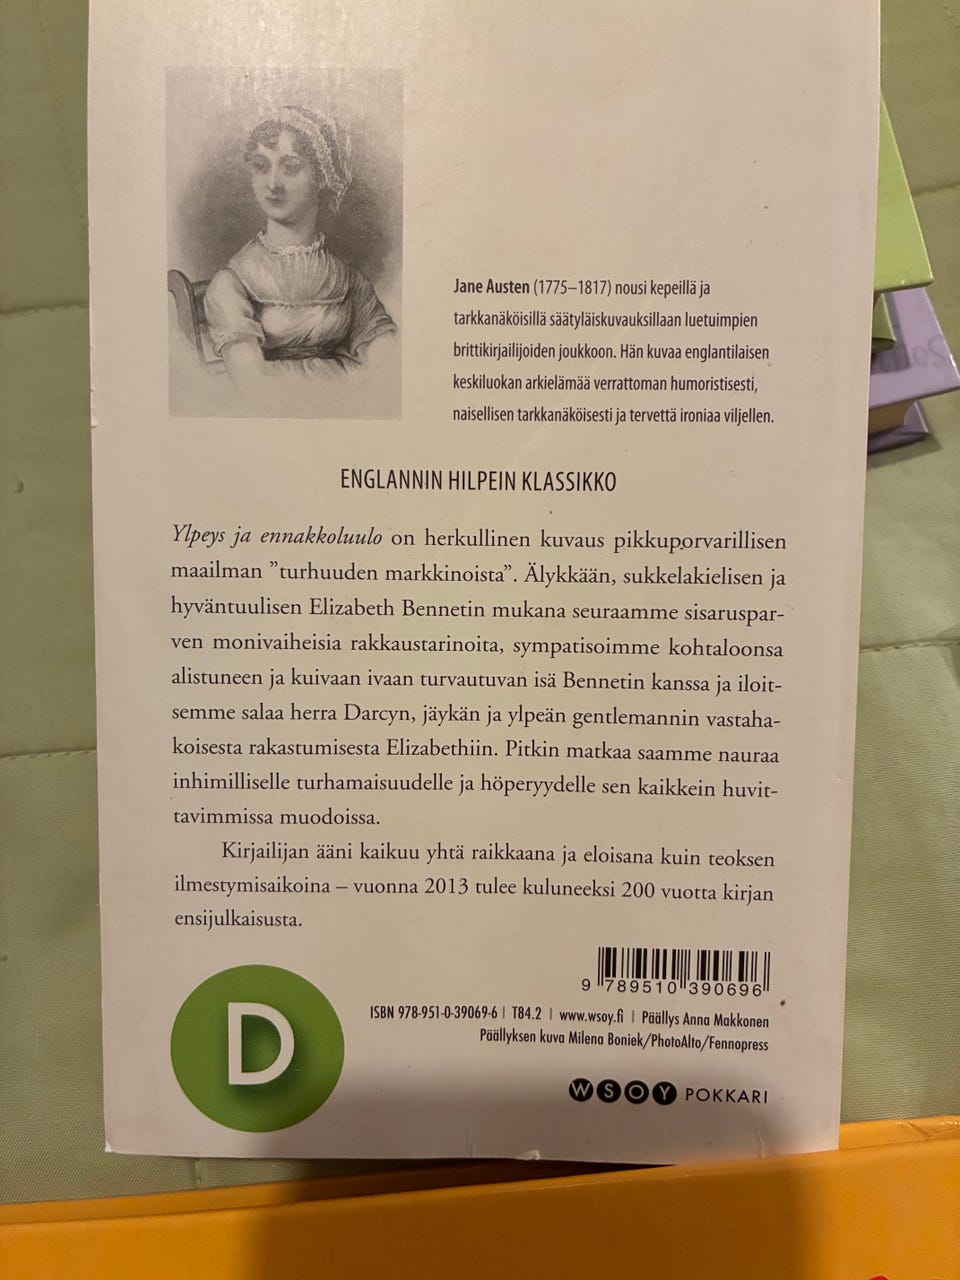 Jane Austen (1775–1817) nousi kepeillä ja
tarkkanäköisillä säätyläiskuvauksillaan luetuimpien
brittikirjailijoiden joukkoon. Hän kuvaa englantilaisen
keskiluokan arkielämää verrattoman humoristisesti,
naisellisen tarkkanäköisesti ja tervettä ironiaa viljellen.
ENGLANNIN HILPEIN KLASSIKKO
Ylpeys ja ennakkoluulo on herkullinen kuvaus pikkuporvarillisen
maailman ”turhuuden markkinoista”. Älykkään, sukkelakielisen ja
hyväntuulisen Elizabeth Bennetin mukana seuraamme sisaruspar-
ven monivaiheisia rakkaustarinoita, sympatisoimme kohtaloonsa
alistuneen ja kuivaan ivaan turvautuvan isä Bennetin kanssa ja iloit-
semme salaa herra Darcyn, jäykän ja ylpeän gentlemannin vastaha-
koisesta rakastumisesta Elizabethiin. Pitkin matkaa saamme nauraa
inhimilliselle turhamaisuudelle ja höperyydelle sen kaikkein huvit-
tavimmissa muodoissa.
Kirjailijan ääni kaikuu yhtä raikkaana ja eloisana kuin teoksen
ilmestymisaikoina – vuonna 2013 tulee kuluneeksi 200 vuotta kirjan
ensijulkaisusta.
9 789510 390696
ISBN 978-951-0-39069-6 | T84.2 | www.wsoy.fi | Päällys Anna Makkonen
Päällyksen kuva Milena Boniek/PhotoAlto/Fennopress
D
WSOY POKKARI